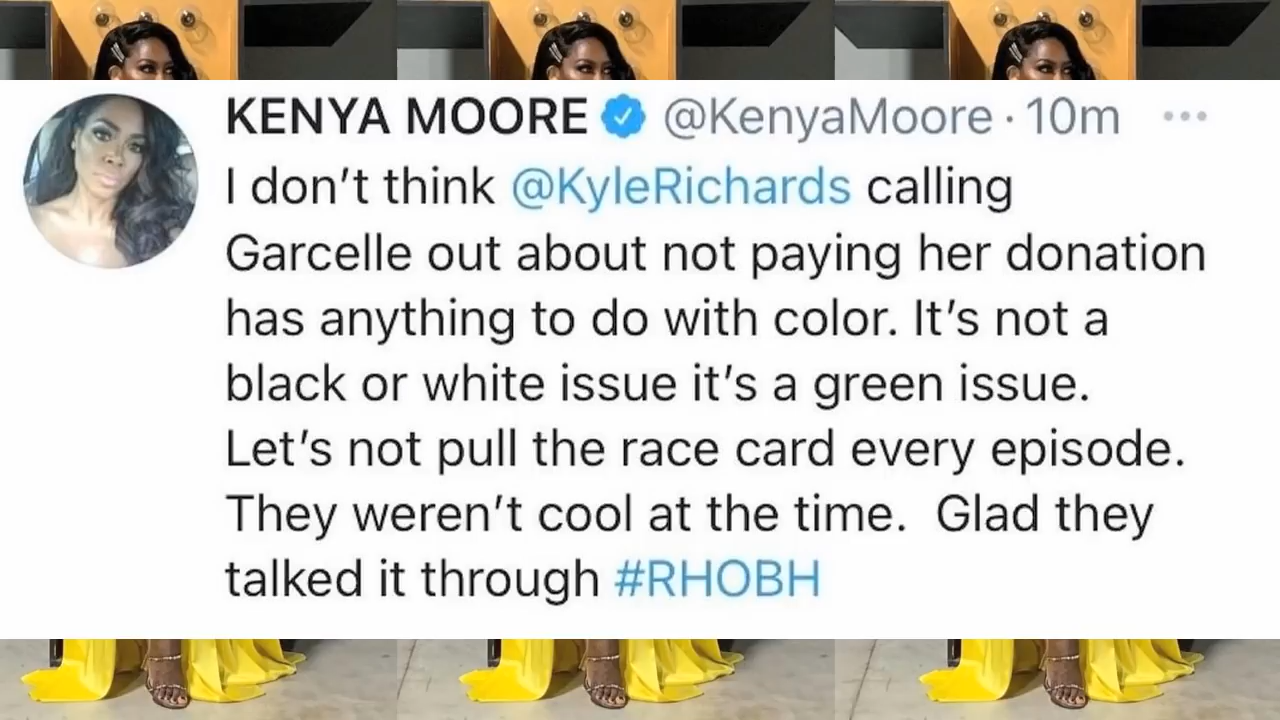 KENYA MOORE @KenyaMoore · 10m ...
I don’t think @KyleRichards calling
Garcelle out about not paying her donation
has anything to do with color. It’s not a
black or white issue it’s a green issue.
Let’s not pull the race card every episode.
They weren’t cool at the time.  Glad they
talked it through #RHOBH